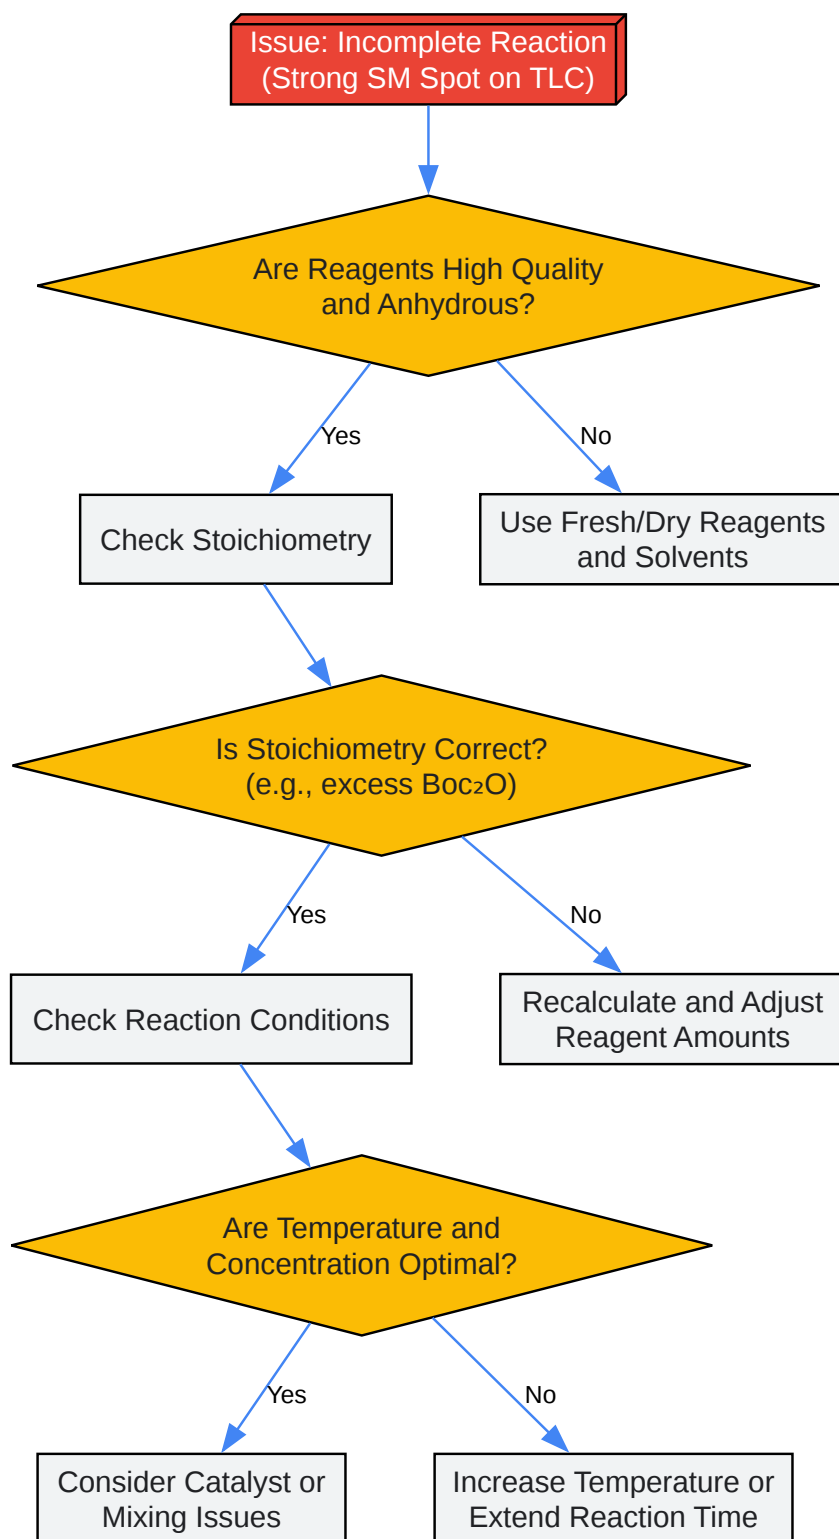 Issue: Incomplete Reaction
(Strong SM Spot on TLC)
Are Reagents High Quality
and Anhydrous?
Yes
No
Check Stoichiometry
Use Fresh/Dry Reagents
and Solvents
Is Stoichiometry Correct?
(e.g., excess Boc₂O)
Yes
No
Check Reaction Conditions
Recalculate and Adjust
Reagent Amounts
Are Temperature and
Concentration Optimal?
Yes
No
Consider Catalyst or
Mixing Issues
Increase Temperature or
Extend Reaction Time